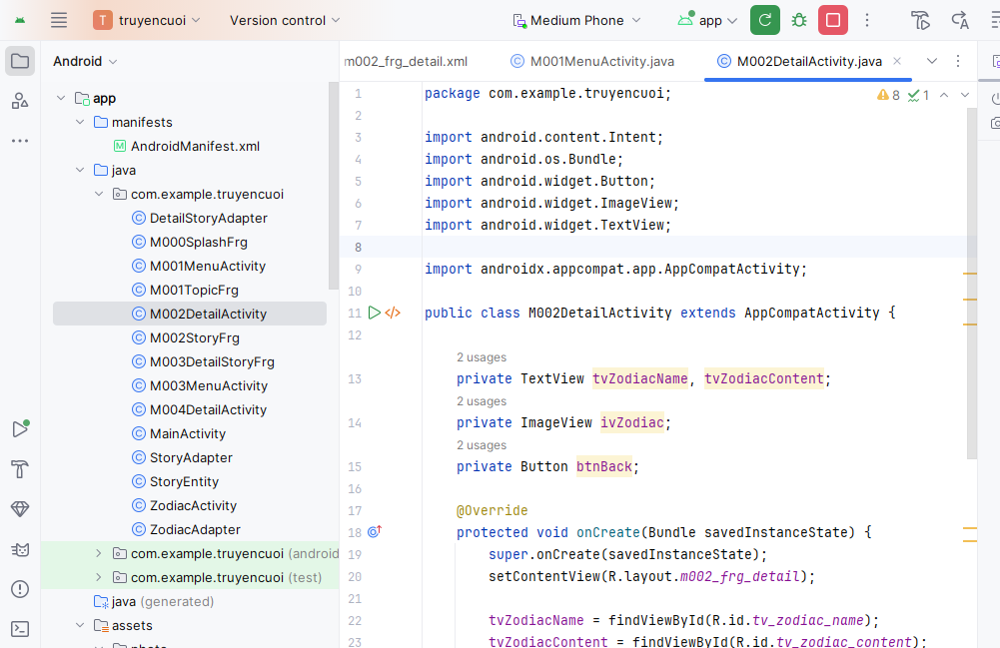 T truyencuoi Version control Medium Phone app
Android
m002_frg_detail.xml M001MenuActivity.java M002DetailActivity.java
app
manifests
M AndroidManifest.xml
java
com.example.truyencuoi
C DetailStoryAdapter
C M000SplashFrg
C M001MenuActivity
C M001TopicFrg
C M002DetailActivity
C M002StoryFrg
C M003DetailStoryFrg
C M003MenuActivity
C M004DetailActivity
C MainActivity
C StoryAdapter
C StoryEntity
C ZodiacActivity
C ZodiacAdapter
com.example.truyencuoi (android
com.example.truyencuoi (test)
java (generated)
assets
photo
8 1
1 package com.example.truyencuoi;
2
3 import android.content.Intent;
4 import android.os.Bundle;
5 import android.widget.Button;
6 import android.widget.ImageView;
7 import android.widget.TextView;
8
9 import androidx.appcompat.app.AppCompatActivity;
10
11 public class M002DetailActivity extends AppCompatActivity {
12
2 usages
13 private TextView tvZodiacName, tvZodiacContent;
2 usages
14 private ImageView ivZodiac;
2 usages
15 private Button btnBack;
16
17 @Override
18 protected void onCreate(Bundle savedInstanceState) {
19 super.onCreate(savedInstanceState);
20 setContentView(R.layout.m002_frg_detail);
21
22 tvZodiacName = findViewById(R.id.tv_zodiac_name);
23 tvZodiacContent = findViewById(R.id.tv_zodiac_content);